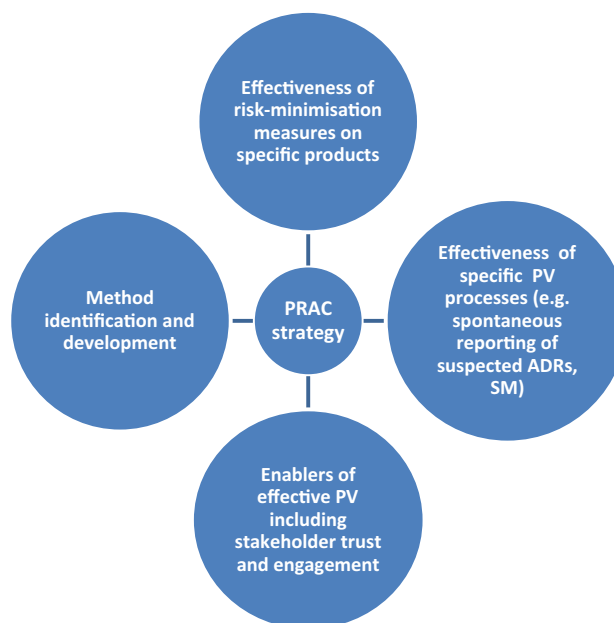 Effectiveness of
risk-minimisation
measures on
specific products
Effectiveness of
specific PV
processes (e.g.
spontaneous
reporting of
suspected ADRs,
SM)
Method
identification and
development
PRAC
strategy
Enablers of
effective PV
including
stakeholder trust
and engagement